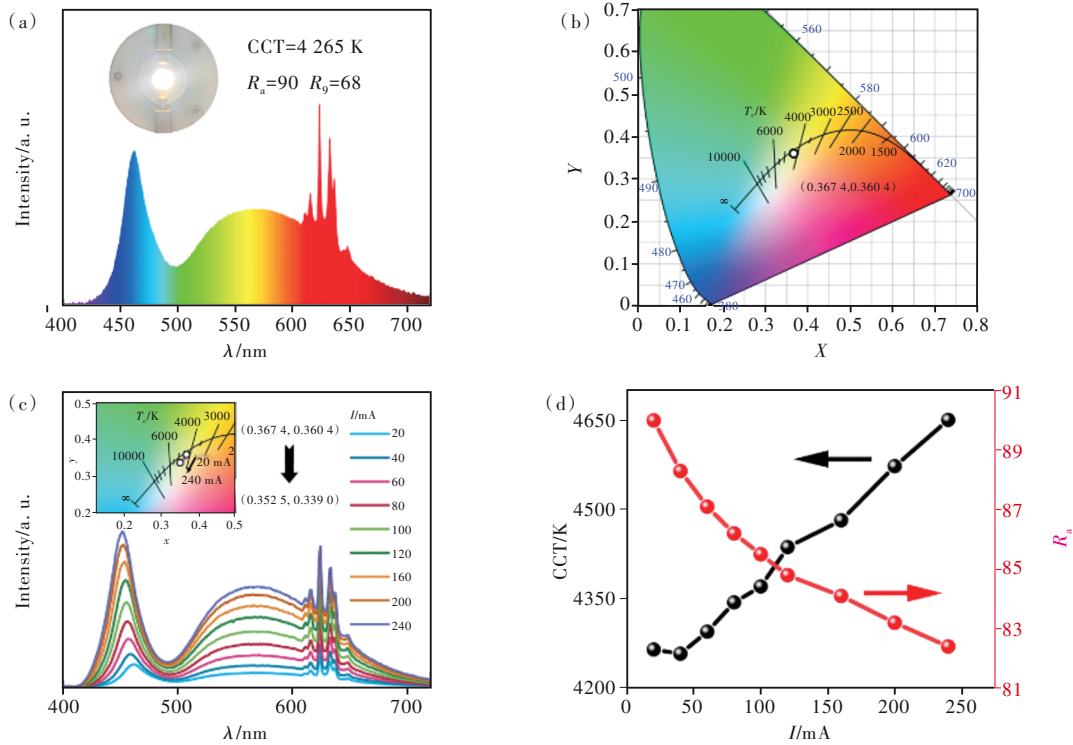 (a)
CCT=4 265 K
Ra=90 R9=68
Intensity/a. u.
400 450 500 550 600 650 700
λ/nm
(b)
0.7
0.6
0.5
0.4
0.3
0.2
0.1
0
Y
560
500
580
Tc/K
4000 3000 2500
6000
600
2000 1500
10000
620
490
(0.367 4,0.360 4)
700
∞
480
470
460
380
0 0.1 0.2 0.3 0.4 0.5 0.6 0.7 0.8
X
(c)
0.5
0.4
0.3
0.2
y
Tc/K
3000
4000
6000
10000
2
20 mA
240 mA
∞
0.2 0.3 0.4 0.5
x
(0.367 4, 0.360 4)
(0.352 5, 0.339 0)
I/mA
20
40
60
80
100
120
160
200
240
Intensity/a. u.
400 500 600 700
λ/nm
(d)
4650
4500
4350
4200
CCT/K
91
89
87
85
83
81
Ra
0 50 100 150 200 250
I/mA